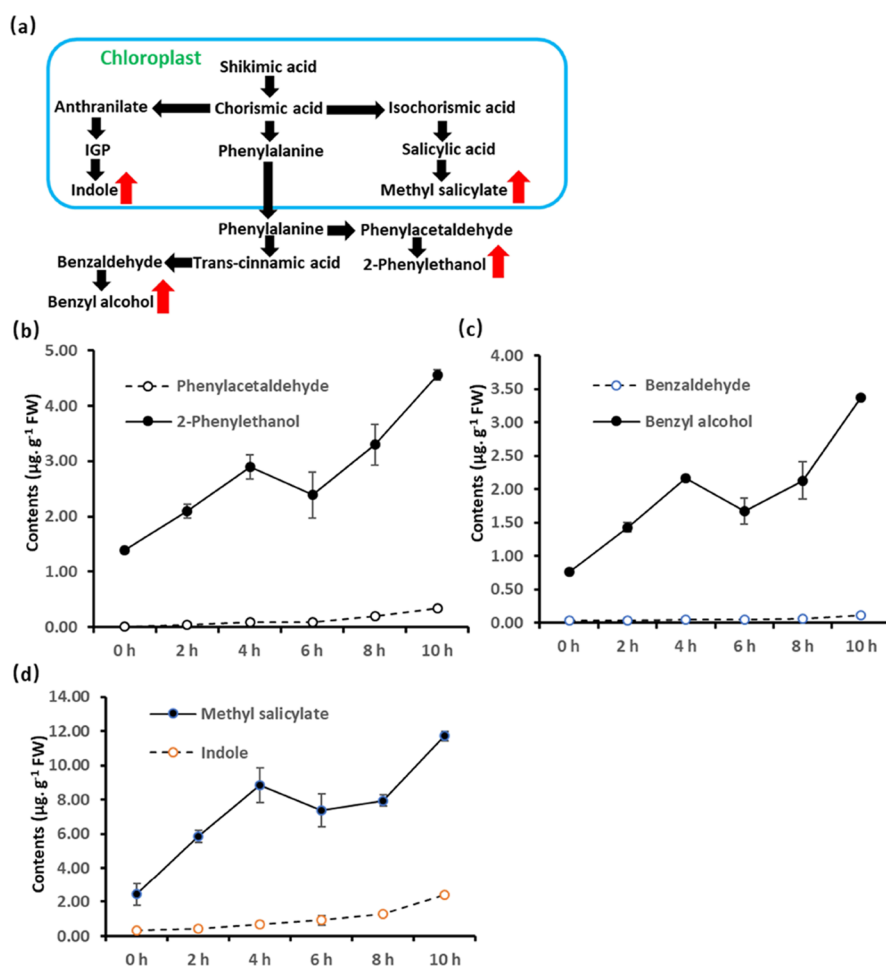 (a)
Chloroplast
Shikimic acid
Anthranilate Chorismic acid Isochorismic acid
IGP Phenylalanine Salicylic acid
Indole Methyl salicylate
Phenylalanine Phenylacetaldehyde
Benzaldehyde Trans-cinnamic acid 2-Phenylethanol
Benzyl alcohol
(b)
5.00
4.00
3.00
2.00
1.00
0.00
Contents (µg. g⁻¹ FW)
Phenylacetaldehyde
2-Phenylethanol
0 h 2 h 4 h 6 h 8 h 10 h
(c)
4.00
3.50
3.00
2.50
2.00
1.50
1.00
0.50
0.00
Contents (µg. g⁻¹ FW)
Benzaldehyde
Benzyl alcohol
0 h 2 h 4 h 6 h 8 h 10 h
(d)
14.00
12.00
10.00
8.00
6.00
4.00
2.00
0.00
Contents (µg. g⁻¹ FW)
Methyl salicylate
Indole
0 h 2 h 4 h 6 h 8 h 10 h